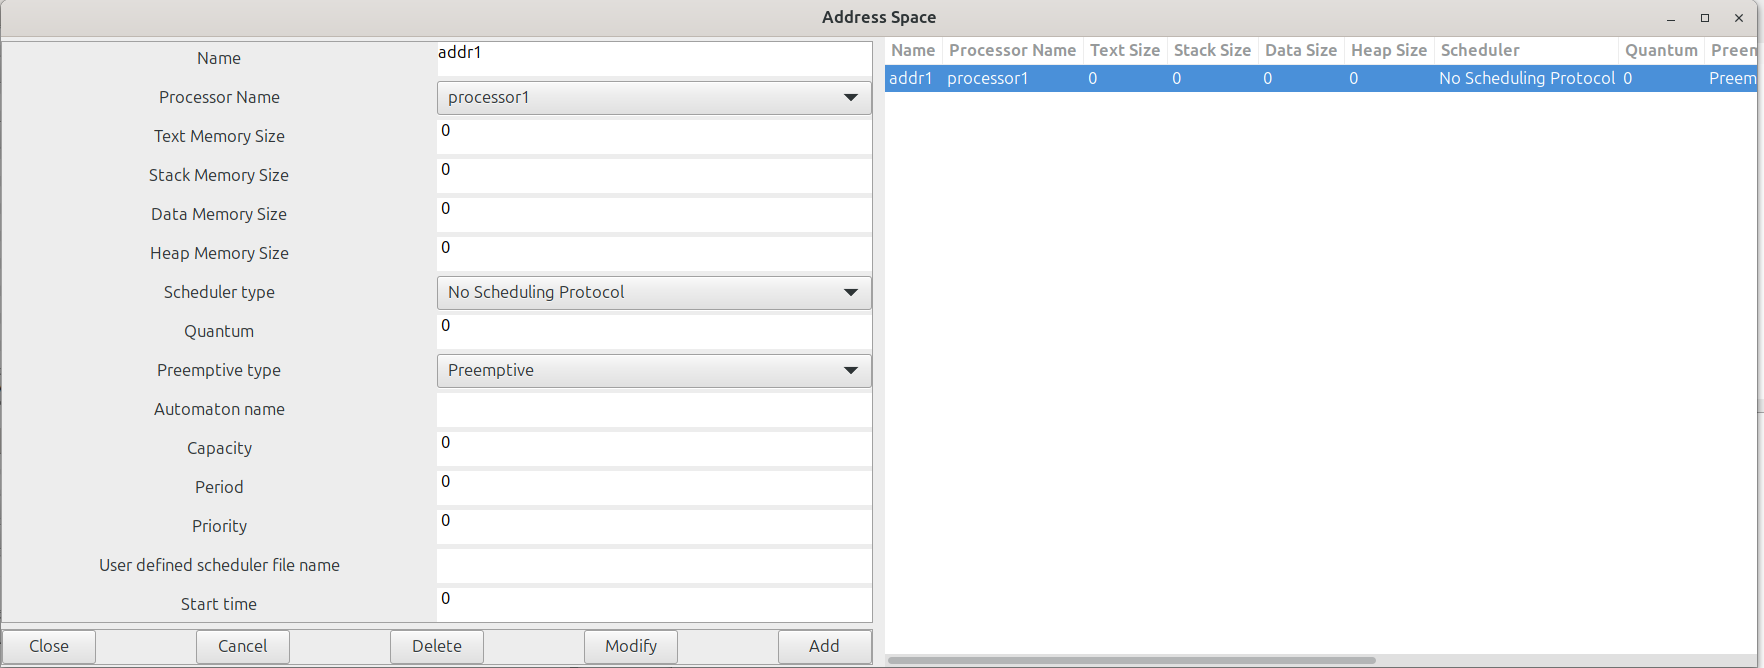 Address Space
Name addr1
Processor Name processor1
Text Memory Size 0
Stack Memory Size 0
Data Memory Size 0
Heap Memory Size 0
Scheduler type No Scheduling Protocol
Quantum 0
Preemptive type Preemptive
Automaton name
Capacity 0
Period 0
Priority 0
User defined scheduler file name
Start time 0
Close Cancel Delete Modify Add
Name Processor Name Text Size Stack Size Data Size Heap Size Scheduler Quantum Preem
addr1 processor1 0 0 0 0 No Scheduling Protocol 0 Preem